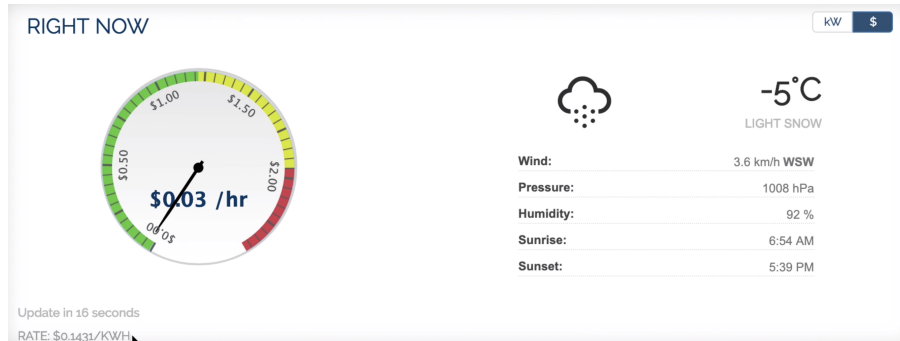 RIGHT NOW
kW $
$0.00
$0.50
$1.00
$1.50
$2.00
$0.03 /hr
-5°C
LIGHT SNOW
Wind: 3.6 km/h WSW
Pressure: 1008 hPa
Humidity: 92 %
Sunrise: 6:54 AM
Sunset: 5:39 PM
Update in 16 seconds
RATE: $0.1431/KWH